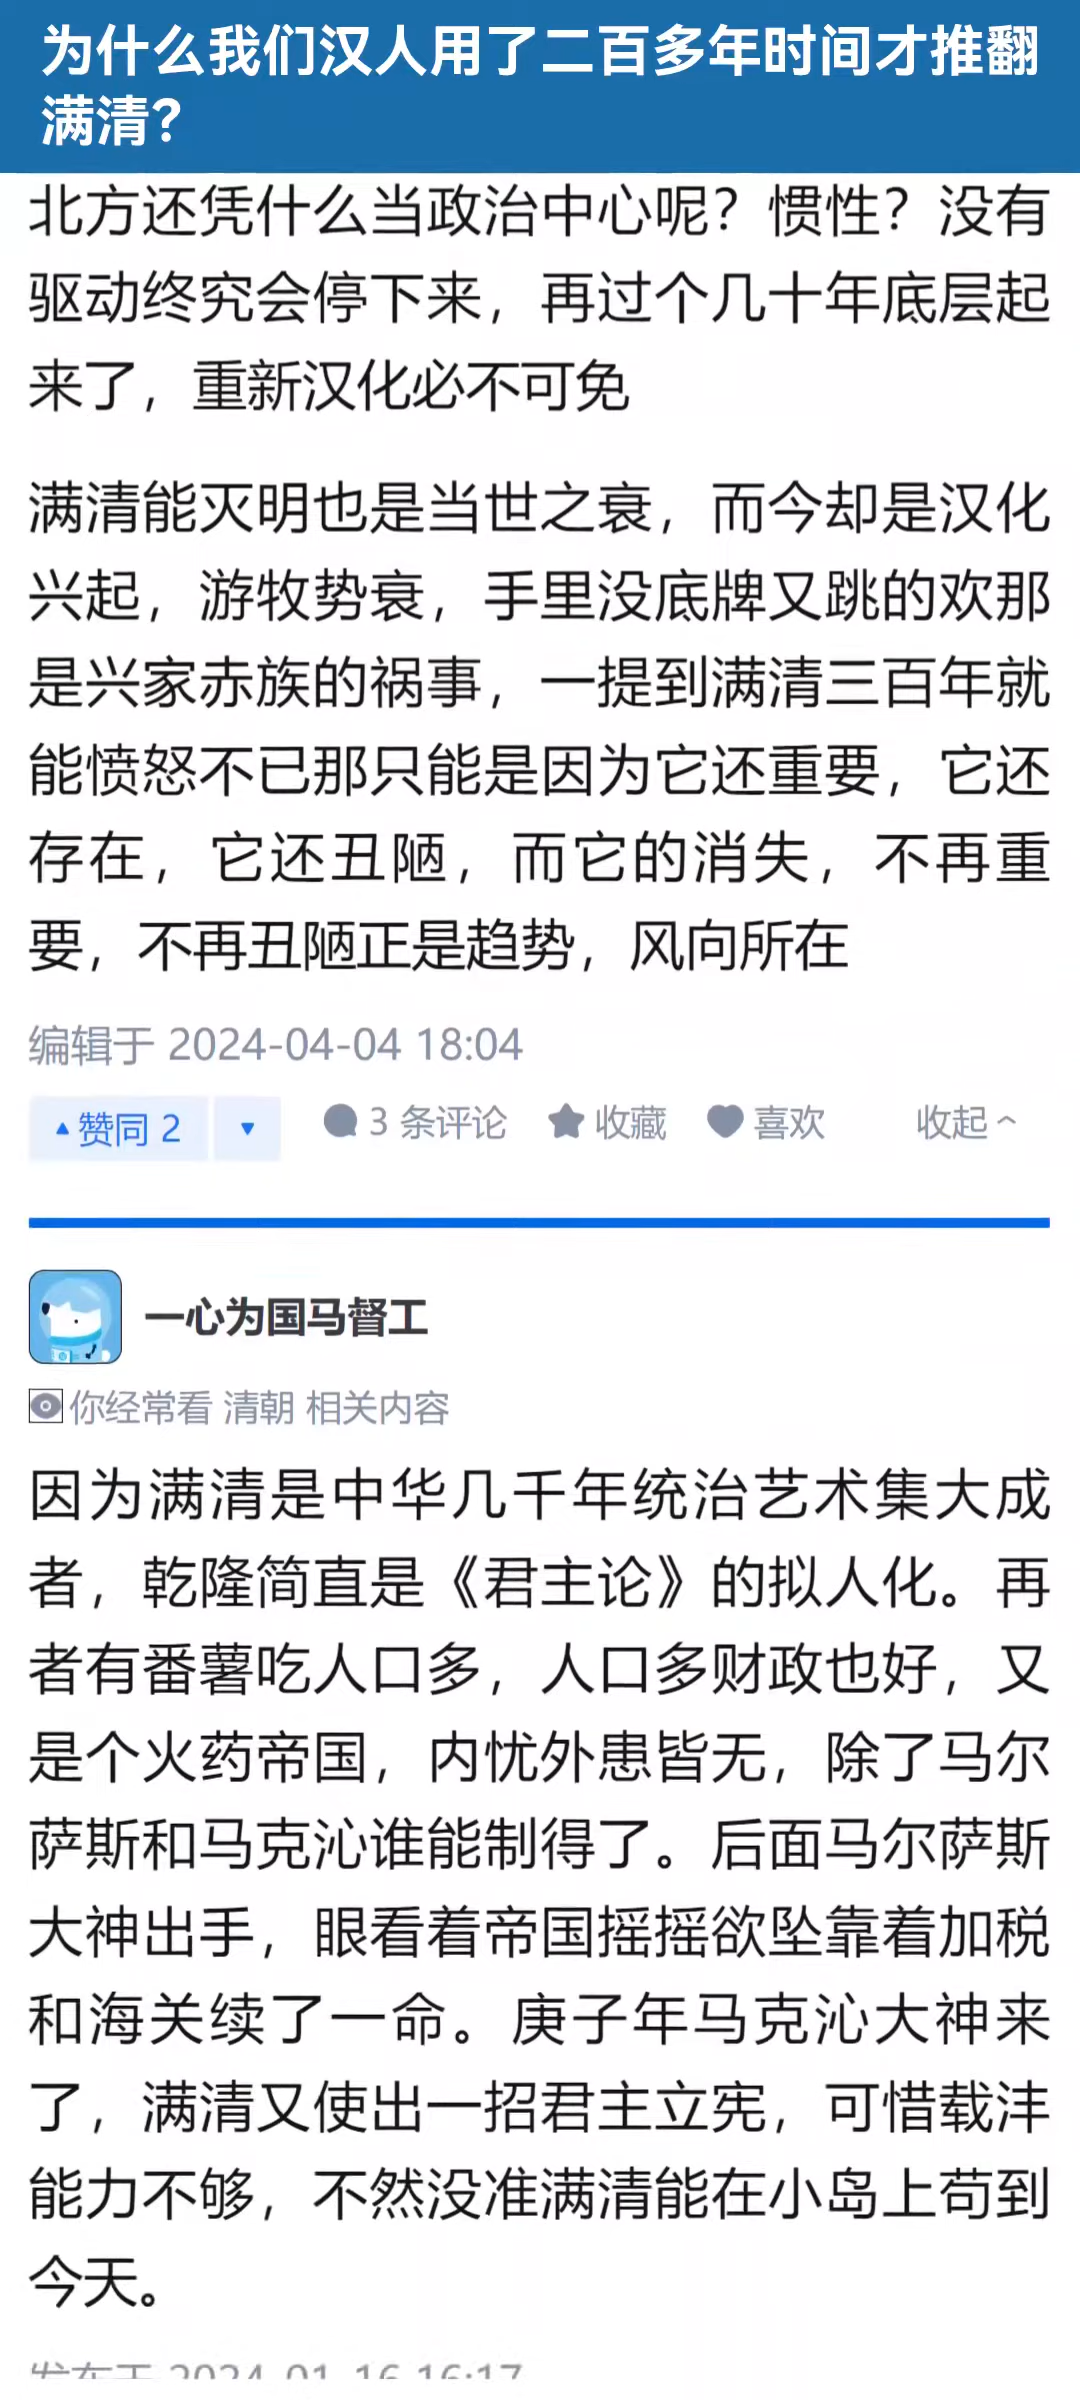 为什么我们汉人用了二百多年时间才推翻
满清？
北方还凭什么当政治中心呢？惯性？没有
驱动终究会停下来，再过个几十年底层起
来了，重新汉化必不可免
满清能灭明也是当世之衰，而今却是汉化
兴起，游牧势衰，手里没底牌又跳的欢那
是兴家赤族的祸事，一提到满清三百年就
能愤怒不已那只能是因为它还重要，它还
存在，它还丑陋，而它的消失，不再重
要，不再丑陋正是趋势，风向所在
编辑于 2024-04-04 18:04
赞同 2
3 条评论
收藏
喜欢
收起
一心为国马督工
你经常看 清朝 相关内容
因为满清是中华几千年统治艺术集大成
者，乾隆简直是《君主论》的拟人化。再
者有番薯吃人口多，人口多财政也好，又
是个火药帝国，内忧外患皆无，除了马尔
萨斯和马克沁谁能制得了。后面马尔萨斯
大神出手，眼看着帝国摇摇欲坠靠着加税
和海关续了一命。庚子年马克沁大神来
了，满清又使出一招君主立宪，可惜载沣
能力不够，不然没准满清能在小岛上苟到
今天。
发布于 2024-01-16 16:17